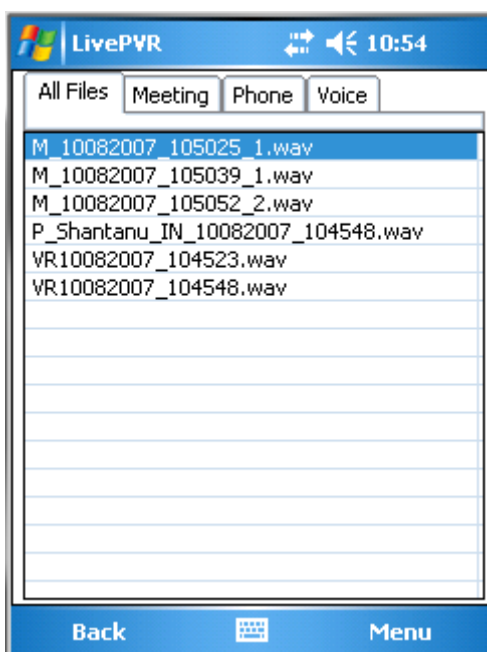 LivePVR 10:54
All Files Meeting Phone Voice
M_10082007_105025_1.wav
M_10082007_105039_1.wav
M_10082007_105052_2.wav
P_Shantanu_IN_10082007_104548.wav
VR10082007_104523.wav
VR10082007_104548.wav
Back Menu